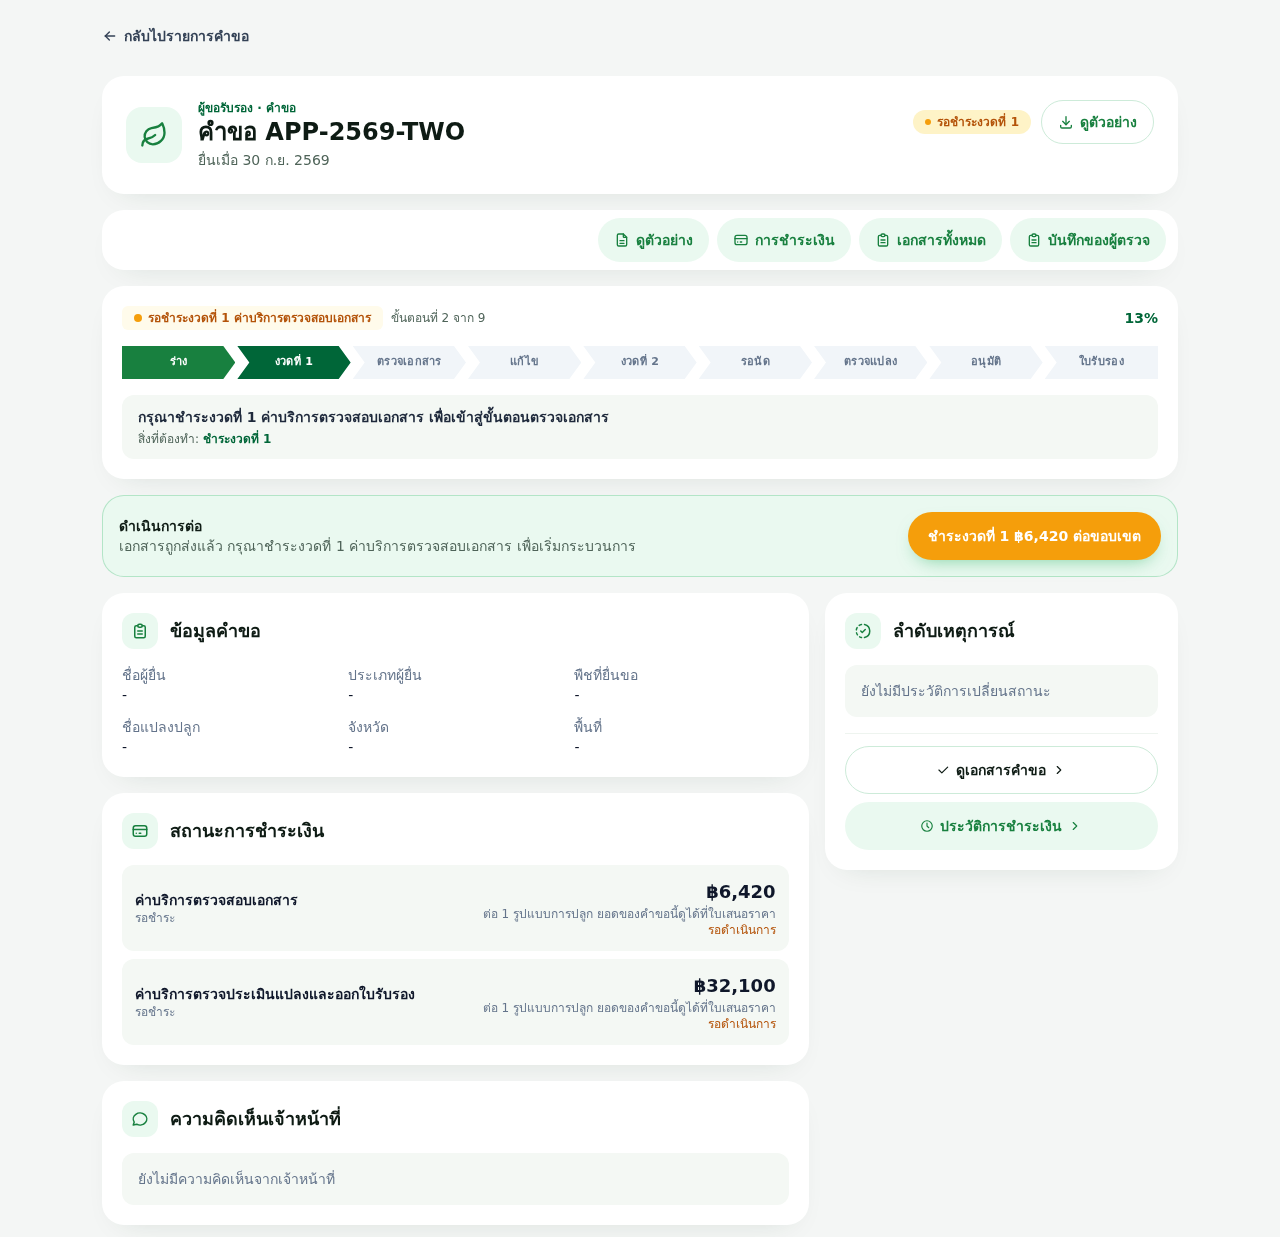 กลับไปรายการคำขอ
ผู้ขอรับรอง · คำขอ
คำขอ APP-2569-TWO
ยื่นเมื่อ 30 ก.ย. 2569
รอชำระงวดที่ 1
ดูตัวอย่าง
ดูตัวอย่าง
การชำระเงิน
เอกสารทั้งหมด
บันทึกของผู้ตรวจ
รอชำระงวดที่ 1 ค่าบริการตรวจสอบเอกสาร
ขั้นตอนที่ 2 จาก 9
13%
ร่าง
งวดที่ 1
ตรวจเอกสาร
แก้ไข
งวดที่ 2
รอนัด
ตรวจแปลง
อนุมัติ
ใบรับรอง
กรุณาชำระงวดที่ 1 ค่าบริการตรวจสอบเอกสาร เพื่อเข้าสู่ขั้นตอนตรวจเอกสาร
สิ่งที่ต้องทำ: ชำระงวดที่ 1
ดำเนินการต่อ
เอกสารถูกส่งแล้ว กรุณาชำระงวดที่ 1 ค่าบริการตรวจสอบเอกสาร เพื่อเริ่มกระบวนการ
ชำระงวดที่ 1 ฿6,420 ต่อขอบเขต
ข้อมูลคำขอ
ชื่อผู้ยื่น
-
ประเภทผู้ยื่น
-
พืชที่ยื่นขอ
-
ชื่อแปลงปลูก
-
จังหวัด
-
พื้นที่
-
สถานะการชำระเงิน
ค่าบริการตรวจสอบเอกสาร
รอชำระ
฿6,420
ต่อ 1 รูปแบบการปลูก ยอดของคำขอนี้ดูได้ที่ใบเสนอราคา
รอดำเนินการ
ค่าบริการตรวจประเมินแปลงและออกใบรับรอง
รอชำระ
฿32,100
ต่อ 1 รูปแบบการปลูก ยอดของคำขอนี้ดูได้ที่ใบเสนอราคา
รอดำเนินการ
ความคิดเห็นเจ้าหน้าที่
ยังไม่มีความคิดเห็นจากเจ้าหน้าที่
ลำดับเหตุการณ์
ยังไม่มีประวัติการเปลี่ยนสถานะ
ดูเอกสารคำขอ
ประวัติการชำระเงิน